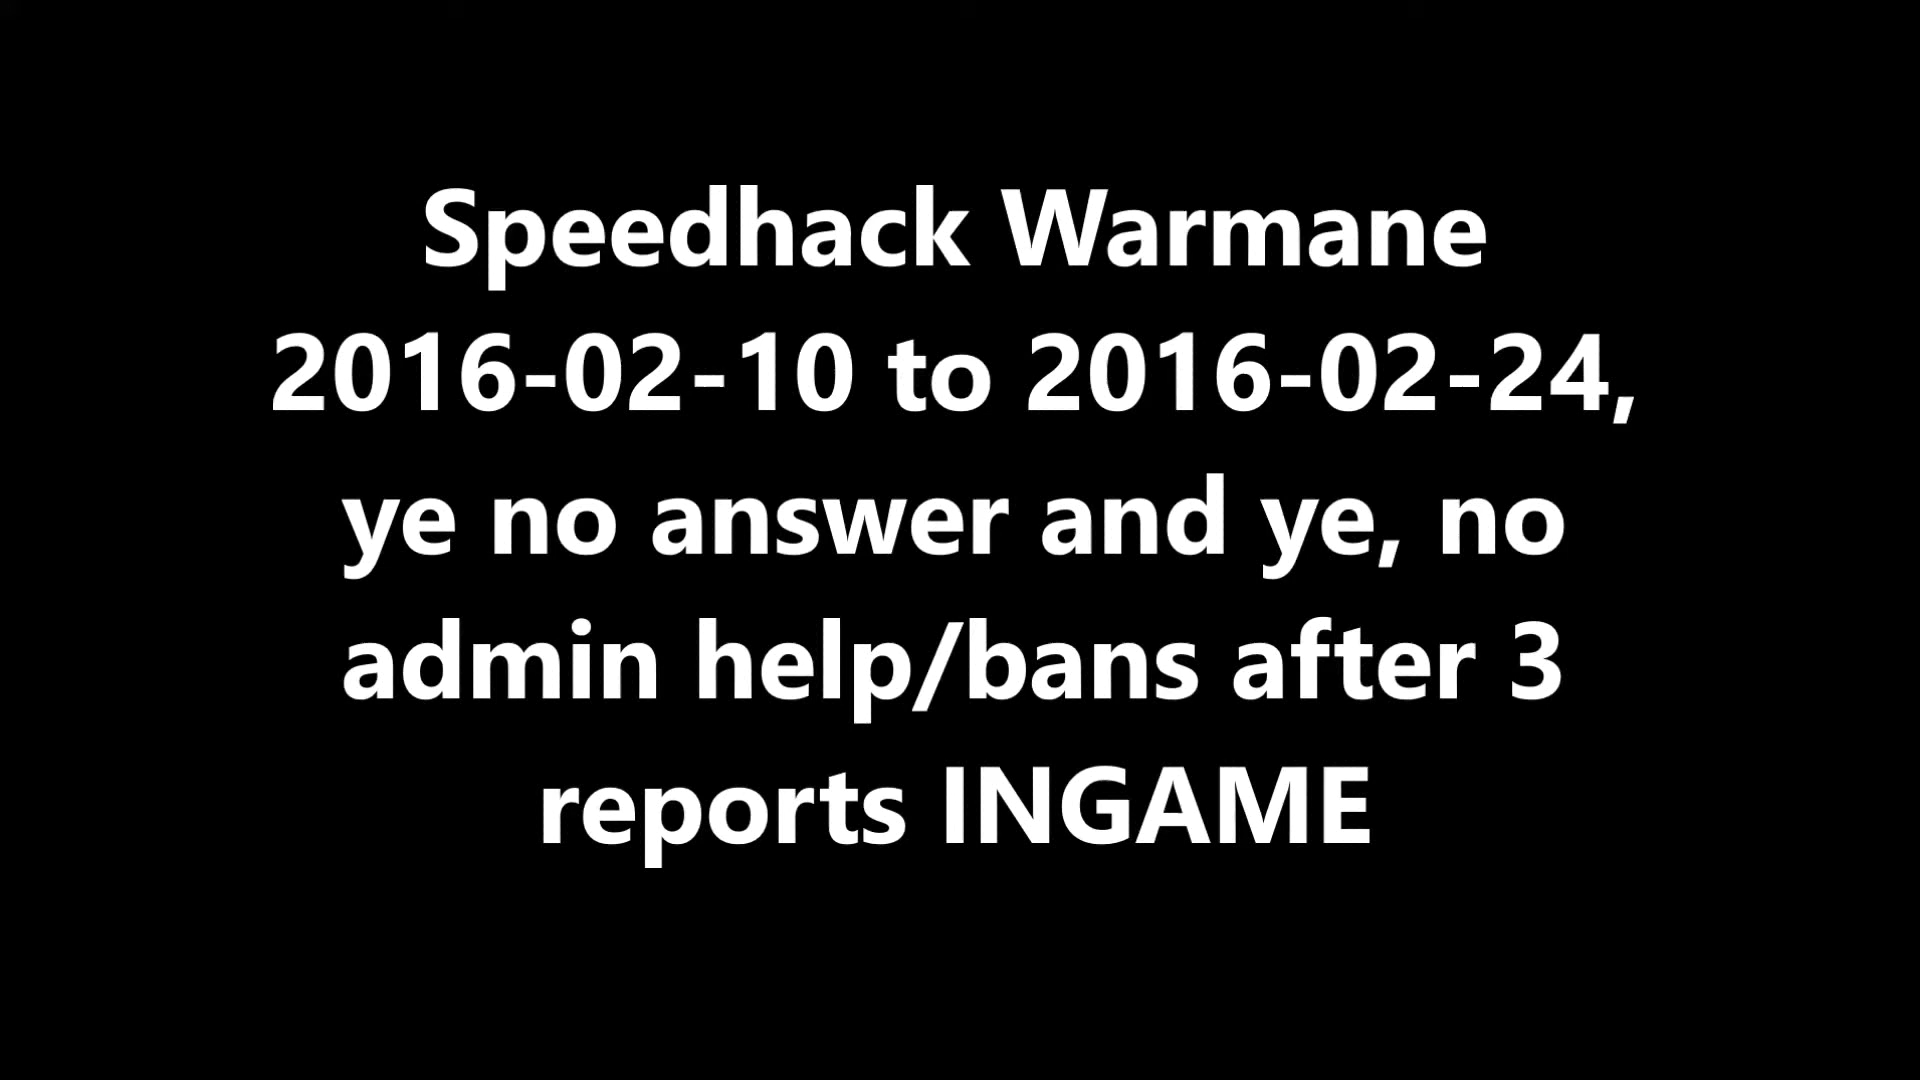 Speedhack Warmane
2016-02-10 to 2016-02-24,
ye no answer and ye, no
admin help/bans after 3
reports INGAME